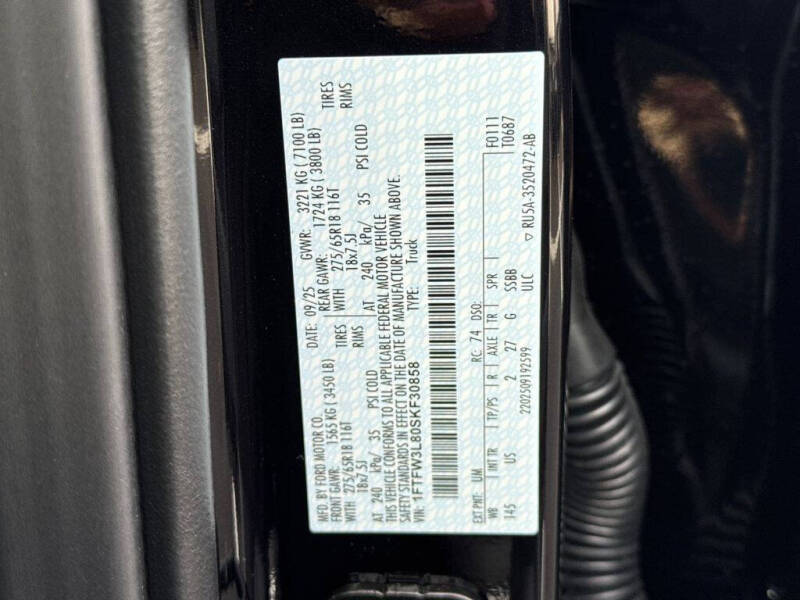 MFD. BY FORD MOTOR CO. DATE: 09/25 GVWR: 3221 KG ( 7100 LB)
FRONT GAWR: 1565 KG ( 3450 LB) REAR GAWR: 1724 KG ( 3800 LB)
WITH 275/65R18 116T TIRES WITH 275/65R18 116T TIRES
18x7.5J RIMS 18x7.5J RIMS
AT 240 kPa/ 35 PSI COLD AT 240 kPa/ 35 PSI COLD
THIS VEHICLE CONFORMS TO ALL APPLICABLE FEDERAL MOTOR VEHICLE
SAFETY STANDARDS IN EFFECT ON THE DATE OF MANUFACTURE SHOWN ABOVE.
VIN: 1FTFW3L80SKF30858 TYPE: Truck
F0111
T0687
EXT PNT: UM RC: 74 DSO:
WB INT TR TP/PS R AXLE TR SPR
145 US 2 27 G SSBB
ULC
2202509192599 ▽ RU5A-3520472-AB